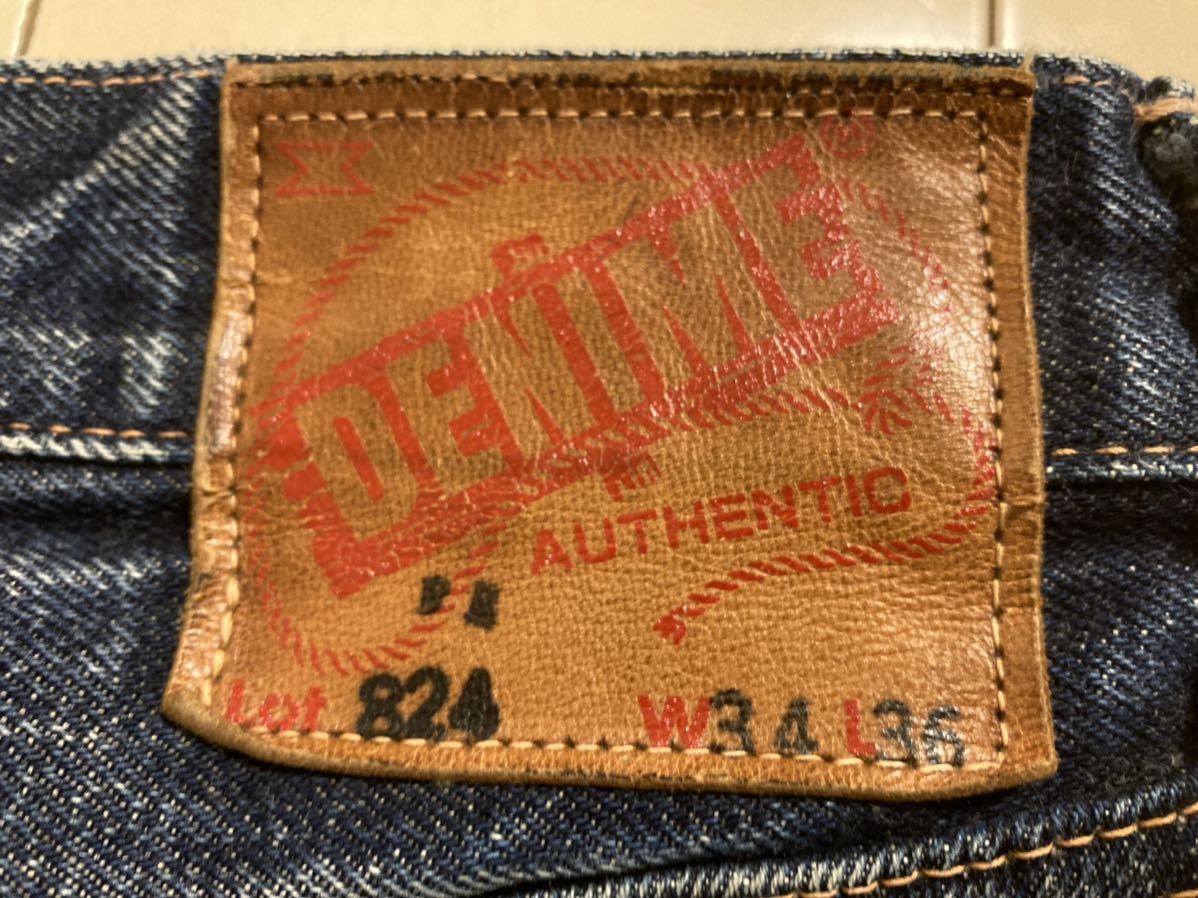 DENIME ®
AUTHENTIC
Lot 824 W34 L36